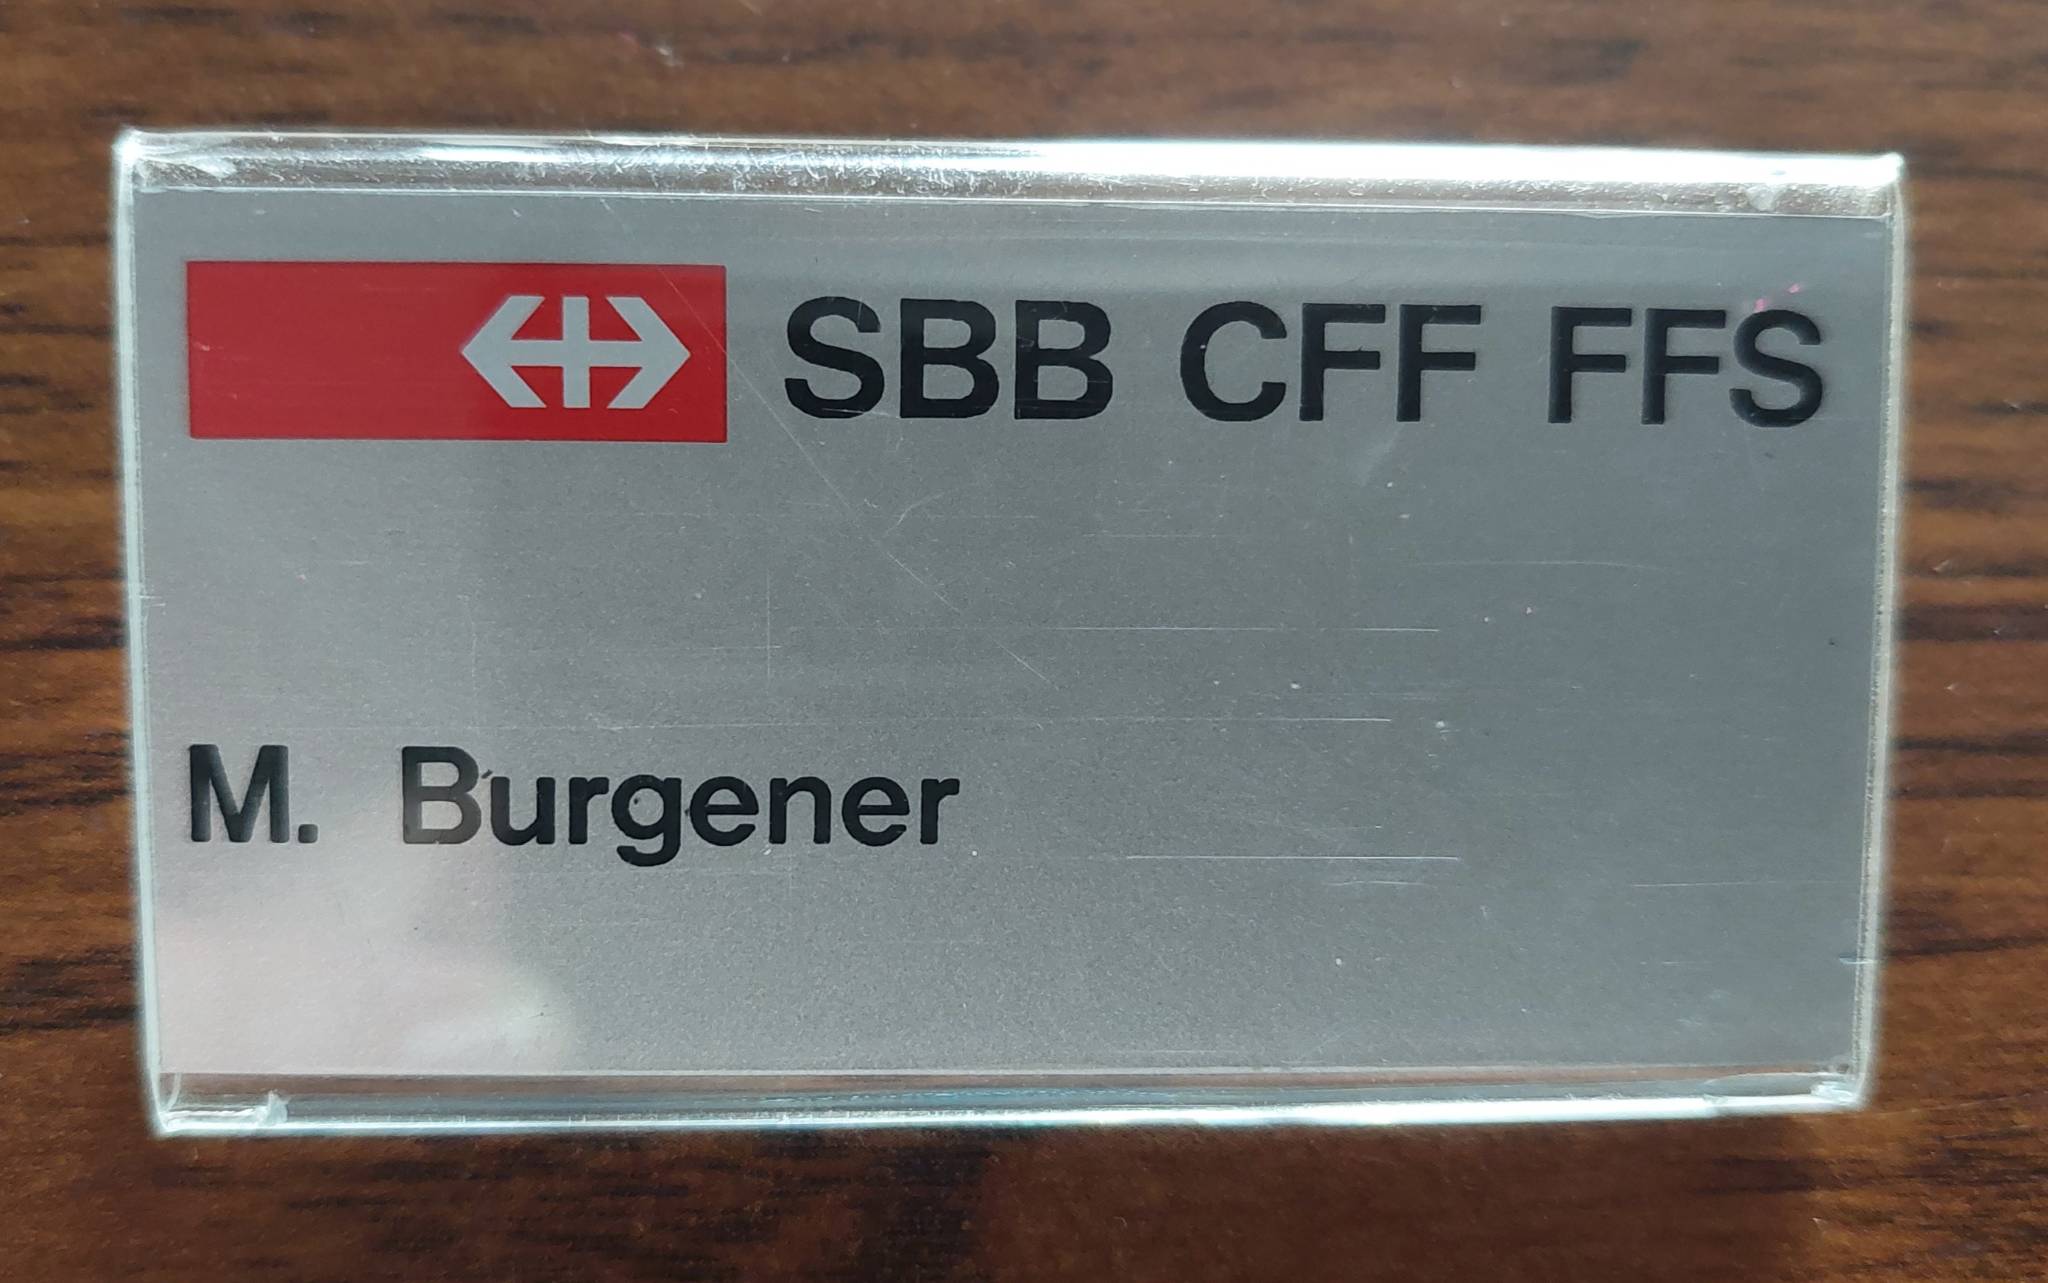 SBB CFF FFS
M. Burgener